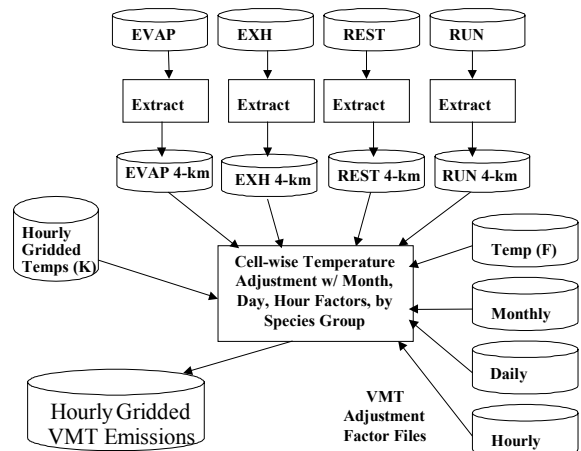 EVAP
EXH
REST
RUN
Extract
Extract
Extract
Extract
EVAP 4-km
EXH 4-km
REST 4-km
RUN 4-km
Hourly
Gridded
Temps (K)
Cell-wise Temperature
Adjustment w/ Month,
Day, Hour Factors, by
Species Group
Temp (F)
Monthly
Daily
Hourly
VMT
Adjustment
Factor Files
Hourly Gridded
VMT Emissions